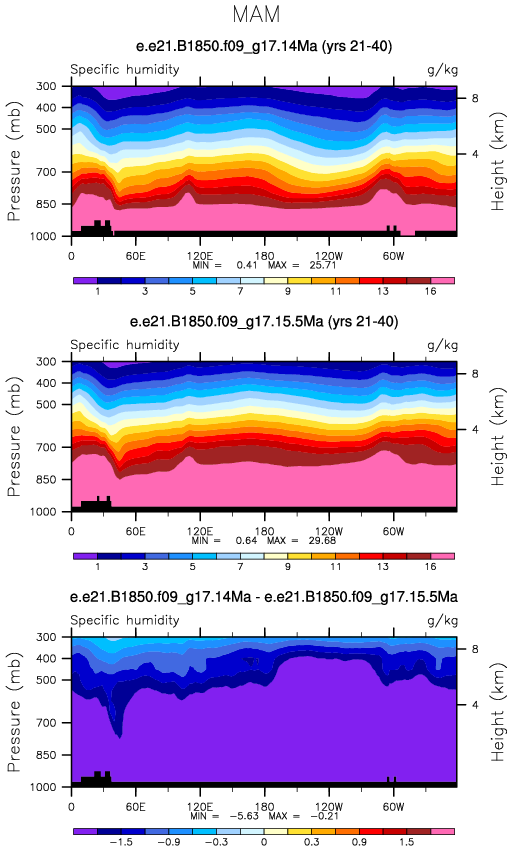 MAM
e.e21.B1850.f09_g17.14Ma (yrs 21-40)
Specific humidity g/kg
300
400
500
700
850
1000
Pressure (mb)
8
4
Height (km)
0 60E 120E 180 120W 60W
MIN = 0.41 MAX = 25.71
1 3 5 7 9 11 13 16
e.e21.B1850.f09_g17.15.5Ma (yrs 21-40)
Specific humidity g/kg
300
400
500
700
850
1000
Pressure (mb)
8
4
Height (km)
0 60E 120E 180 120W 60W
MIN = 0.64 MAX = 29.68
1 3 5 7 9 11 13 16
e.e21.B1850.f09_g17.14Ma - e.e21.B1850.f09_g17.15.5Ma
Specific humidity g/kg
300
400
500
700
850
1000
Pressure (mb)
8
4
Height (km)
0 60E 120E 180 120W 60W
MIN = −5.63 MAX = −0.21
−1.5 −0.9 −0.3 0 0.3 0.9 1.5